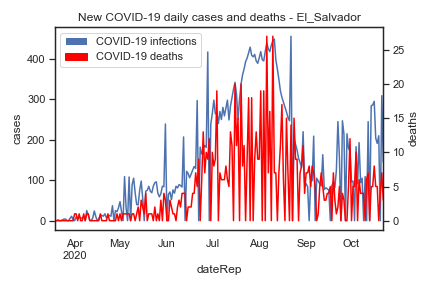 New COVID-19 daily cases and deaths - El_Salvador
COVID-19 infections
COVID-19 deaths
cases
400
300
200
100
0
deaths
25
20
15
10
5
0
Apr May Jun Jul Aug Sep Oct
2020
dateRep